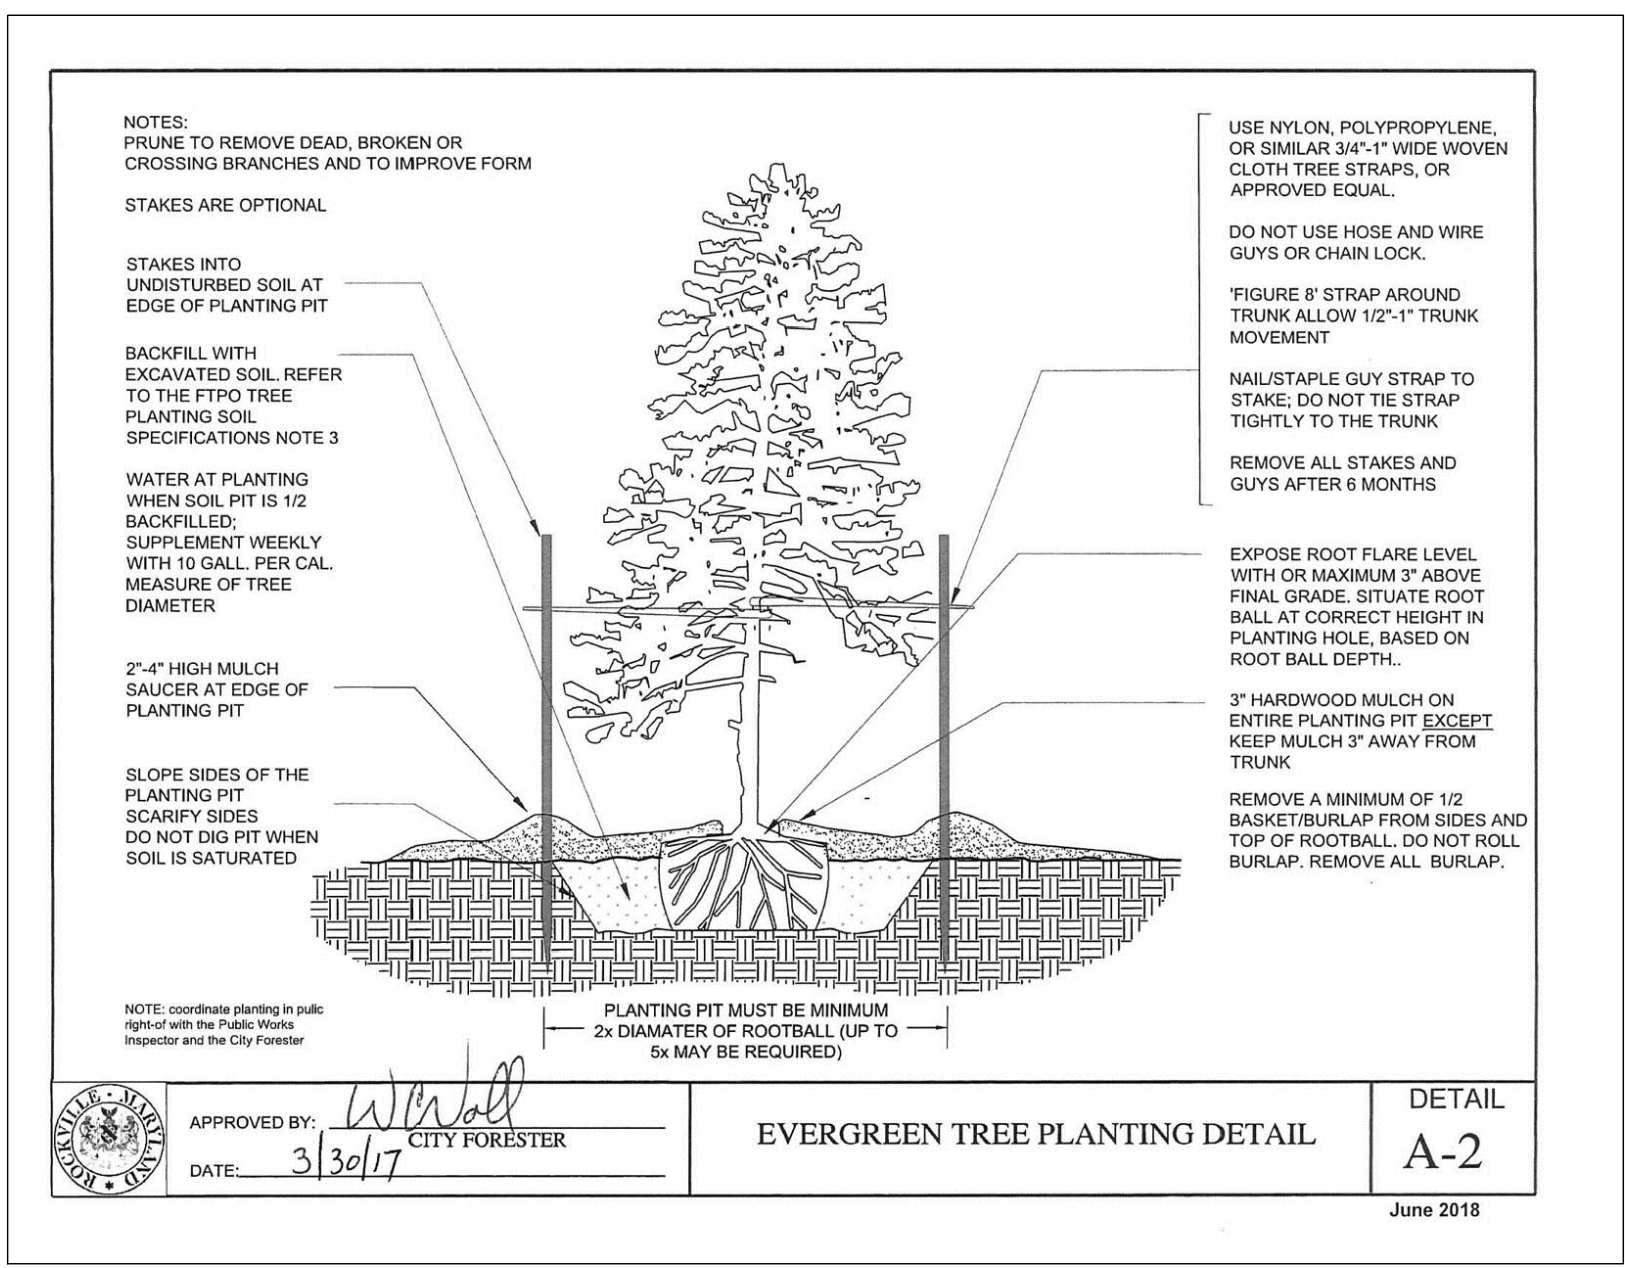 NOTES:
PRUNE TO REMOVE DEAD, BROKEN OR
CROSSING BRANCHES AND TO IMPROVE FORM
STAKES ARE OPTIONAL
STAKES INTO
UNDISTURBED SOIL AT
EDGE OF PLANTING PIT
BACKFILL WITH
EXCAVATED SOIL. REFER
TO THE FTPO TREE
PLANTING SOIL
SPECIFICATIONS NOTE 3
WATER AT PLANTING
WHEN SOIL PIT IS 1/2
BACKFILLED;
SUPPLEMENT WEEKLY
WITH 10 GALL. PER CAL.
MEASURE OF TREE
DIAMETER
2"-4" HIGH MULCH
SAUCER AT EDGE OF
PLANTING PIT
SLOPE SIDES OF THE
PLANTING PIT
SCARIFY SIDES
DO NOT DIG PIT WHEN
SOIL IS SATURATED
NOTE: coordinate planting in pulic
right-of with the Public Works
Inspector and the City Forester
USE NYLON, POLYPROPYLENE,
OR SIMILAR 3/4"-1" WIDE WOVEN
CLOTH TREE STRAPS, OR
APPROVED EQUAL.
DO NOT USE HOSE AND WIRE
GUYS OR CHAIN LOCK.
'FIGURE 8' STRAP AROUND
TRUNK ALLOW 1/2"-1" TRUNK
MOVEMENT
NAIL/STAPLE GUY STRAP TO
STAKE; DO NOT TIE STRAP
TIGHTLY TO THE TRUNK
REMOVE ALL STAKES AND
GUYS AFTER 6 MONTHS
EXPOSE ROOT FLARE LEVEL
WITH OR MAXIMUM 3" ABOVE
FINAL GRADE. SITUATE ROOT
BALL AT CORRECT HEIGHT IN
PLANTING HOLE, BASED ON
ROOT BALL DEPTH..
3" HARDWOOD MULCH ON
ENTIRE PLANTING PIT EXCEPT
KEEP MULCH 3" AWAY FROM
TRUNK
REMOVE A MINIMUM OF 1/2
BASKET/BURLAP FROM SIDES AND
TOP OF ROOTBALL. DO NOT ROLL
BURLAP. REMOVE ALL BURLAP.
PLANTING PIT MUST BE MINIMUM
2x DIAMATER OF ROOTBALL (UP TO
5x MAY BE REQUIRED)
ROCKVILLE MARYLAND
APPROVED BY:
CITY FORESTER
DATE: 3/30/17
EVERGREEN TREE PLANTING DETAIL
DETAIL
A-2
June 2018